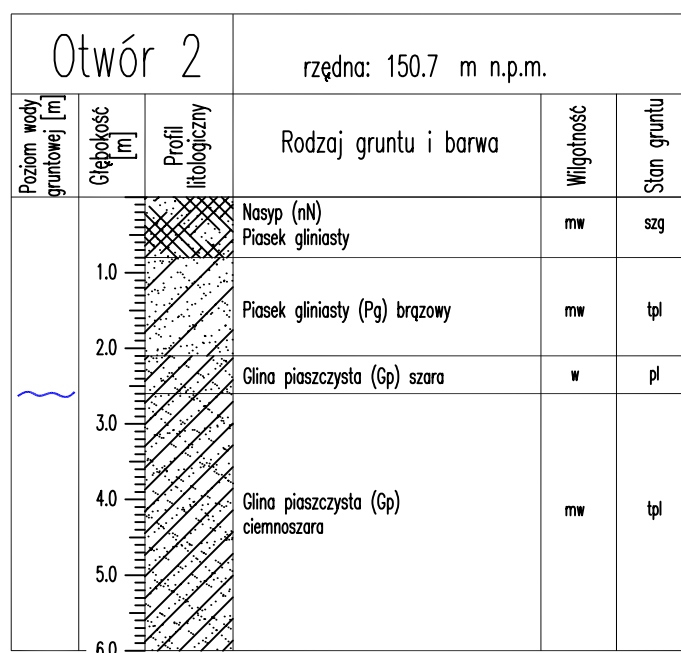 Otwór 2
rzędna: 150.7 m n.p.m.
Poziom wody
gruntowej [m]
Głębokość
[m]
Profil
litologiczny
Rodzaj gruntu i barwa
Wilgotność
Stan gruntu
Nasyp (nN)
Piasek gliniasty
mw
szg
1.0
Piasek gliniasty (Pg) brązowy
mw
tpl
2.0
Glina piaszczysta (Gp) szara
w
pl
3.0
4.0
Glina piaszczysta (Gp)
ciemnoszara
mw
tpl
5.0
6.0